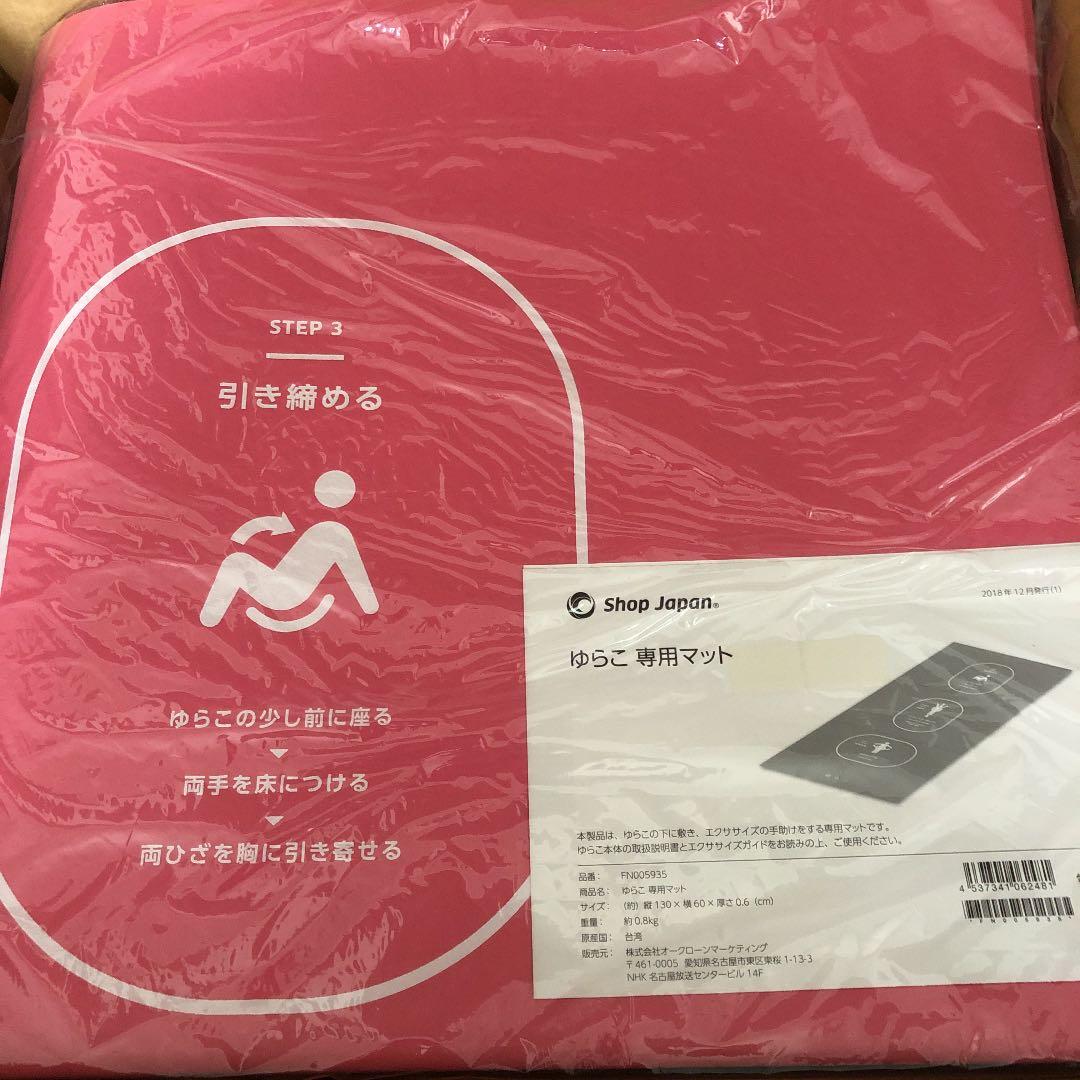 STEP 3
引き締める
ゆらこの少し前に座る
両手を床につける
両ひざを胸に引き寄せる
Shop Japan®
2018年12月発行(1)
ゆらこ 専用マット
本製品は、ゆらこの下に敷き、エクササイズの手助けをする専用マットです。
ゆらこ本体の取扱説明書とエクササイズガイドをお読みの上、ご使用ください。
品番: FN005935
商品名: ゆらこ 専用マット
サイズ: (約) 縦130×横60×厚さ0.6 (cm)
重量: 約0.8kg
原産国: 台湾
販売元: 株式会社オークローンマーケティング
〒461-0005 愛知県名古屋市東区東桜1-13-3
NHK 名古屋放送センタービル 14F
4 537341 062481